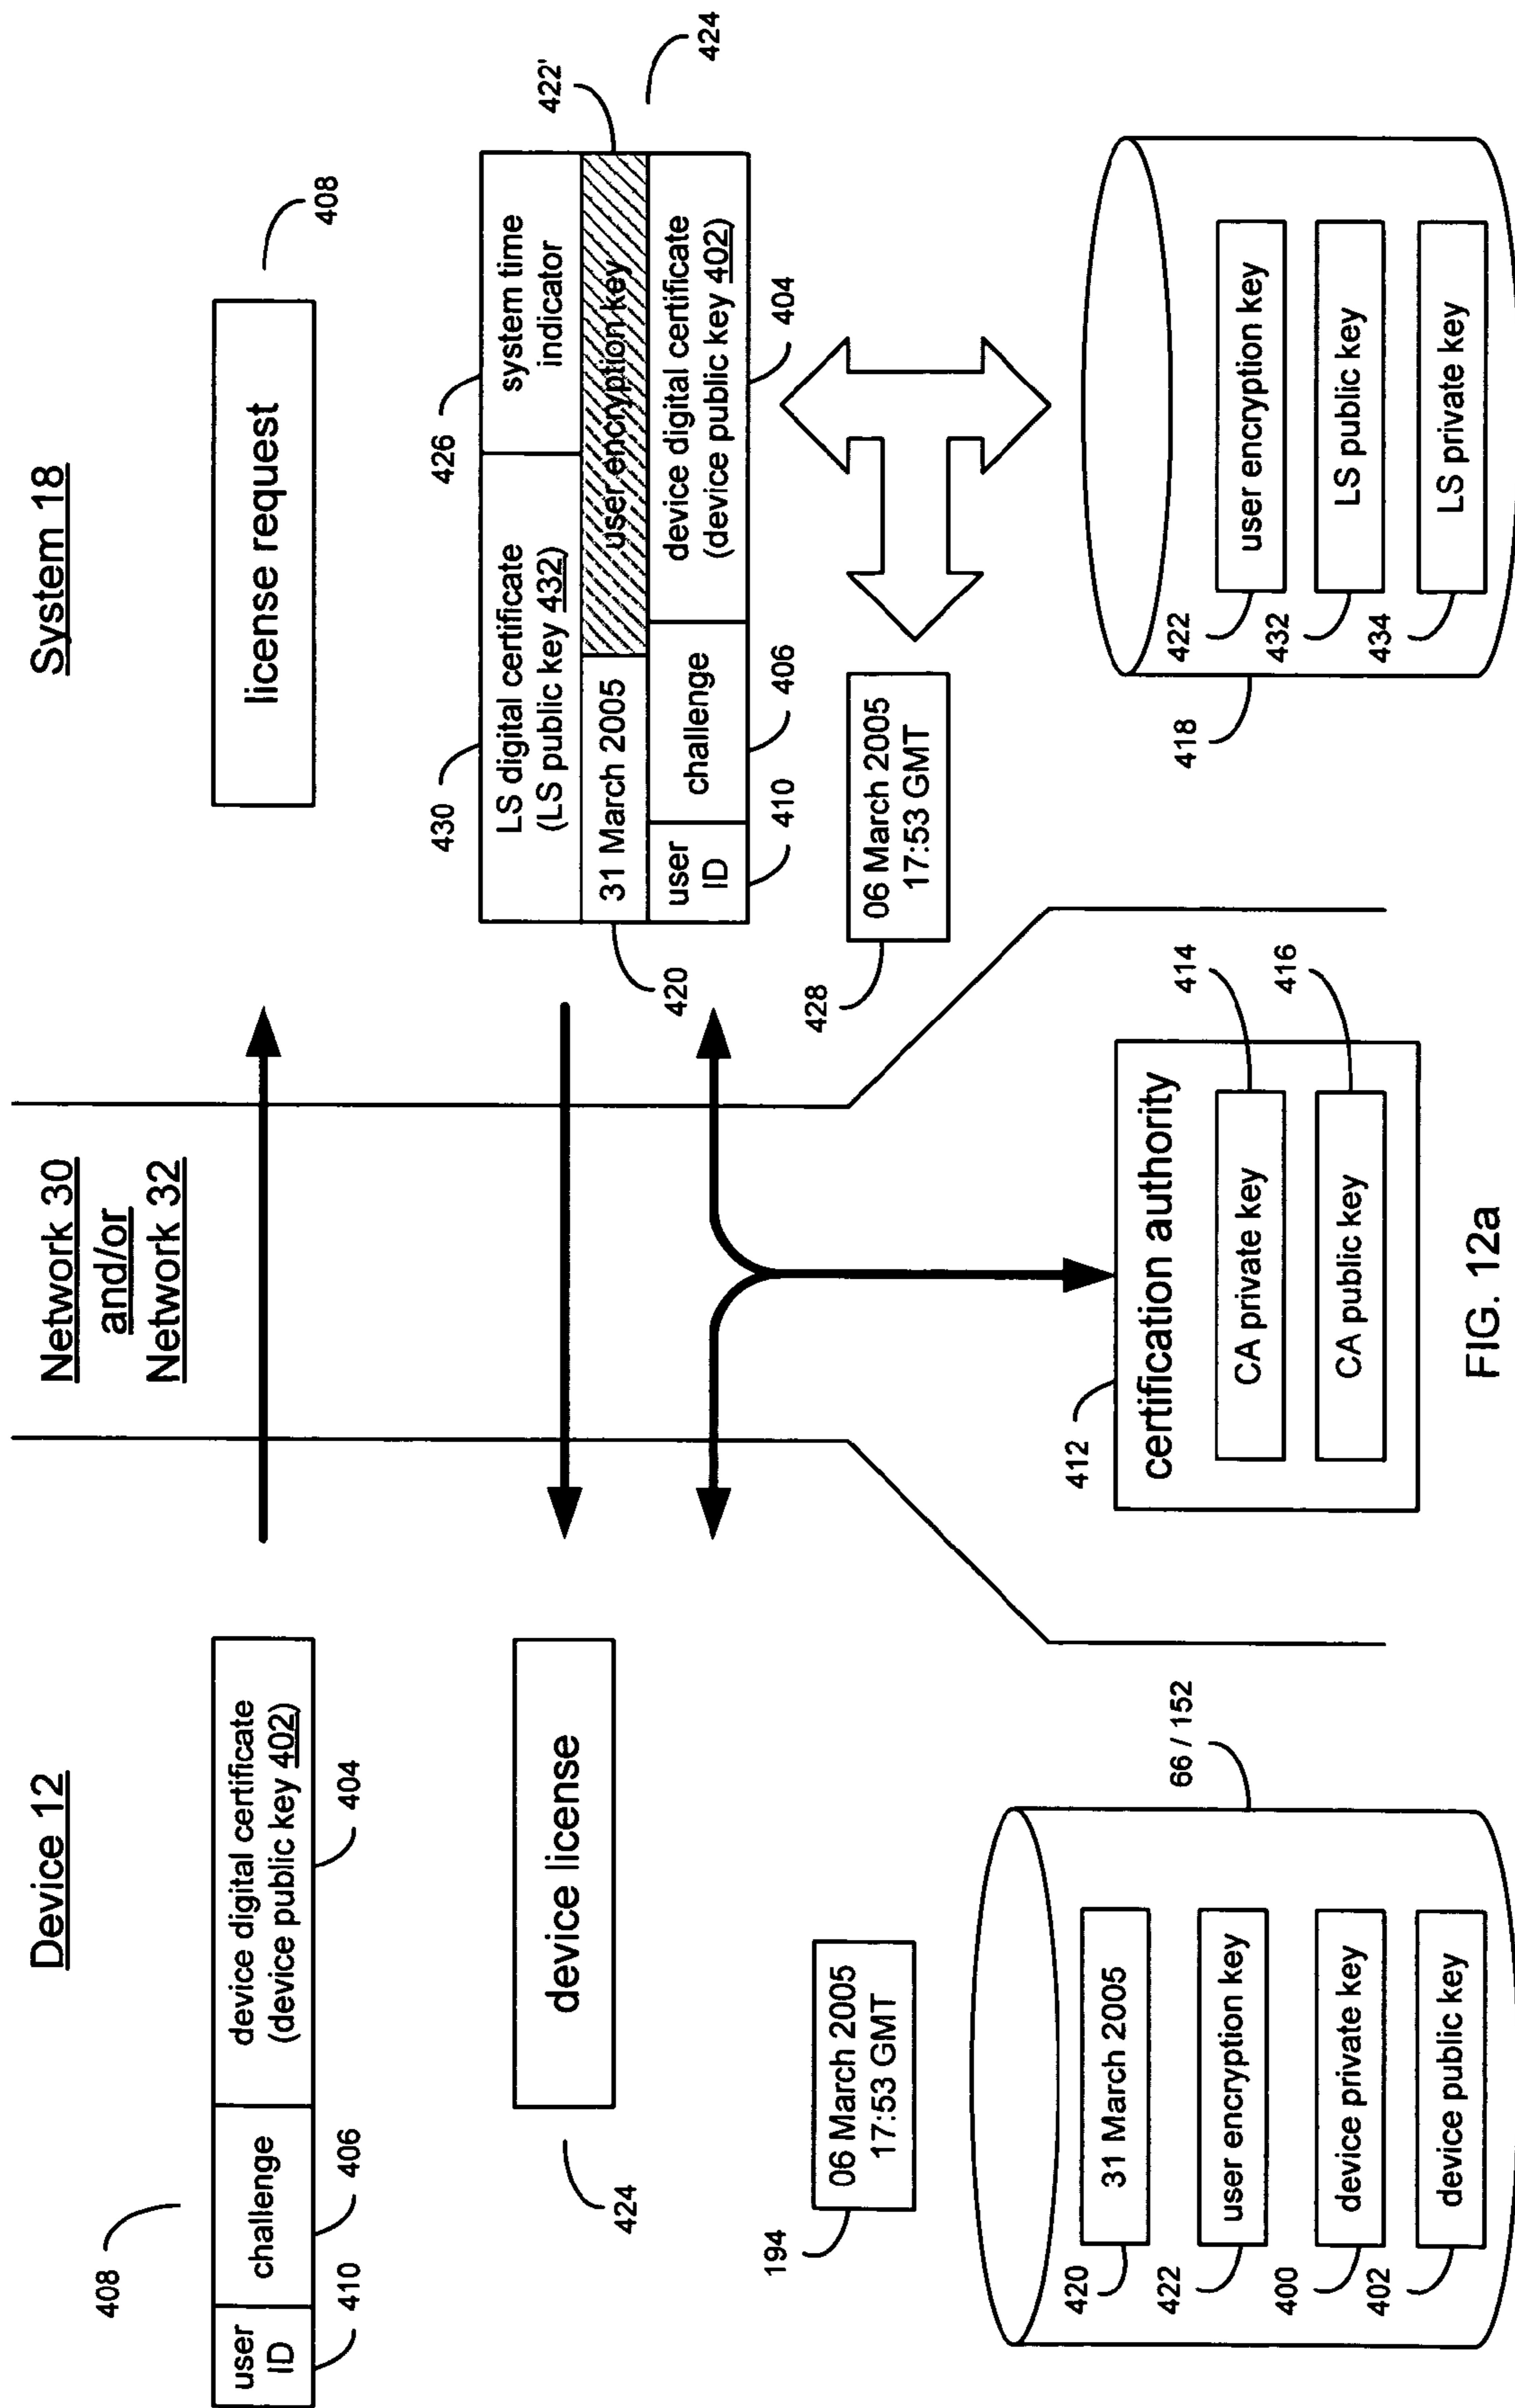 Device 12
Network 30
and/or
Network 32
System 18
408
user
ID
challenge
device digital certificate
(device public key 402)
410
406
404
license request
408
device license
424
430
426
422'
424
LS digital certificate
(LS public key 432)
system time
indicator
31 March 2005
user encryption key
user
ID
challenge
device digital certificate
(device public key 402)
420
410
406
404
194
06 March 2005
17:53 GMT
428
06 March 2005
17:53 GMT
66 / 152
420
31 March 2005
422
user encryption key
400
device private key
402
device public key
412
certification authority
CA private key
414
CA public key
416
418
422
user encryption key
432
LS public key
434
LS private key
FIG. 12a